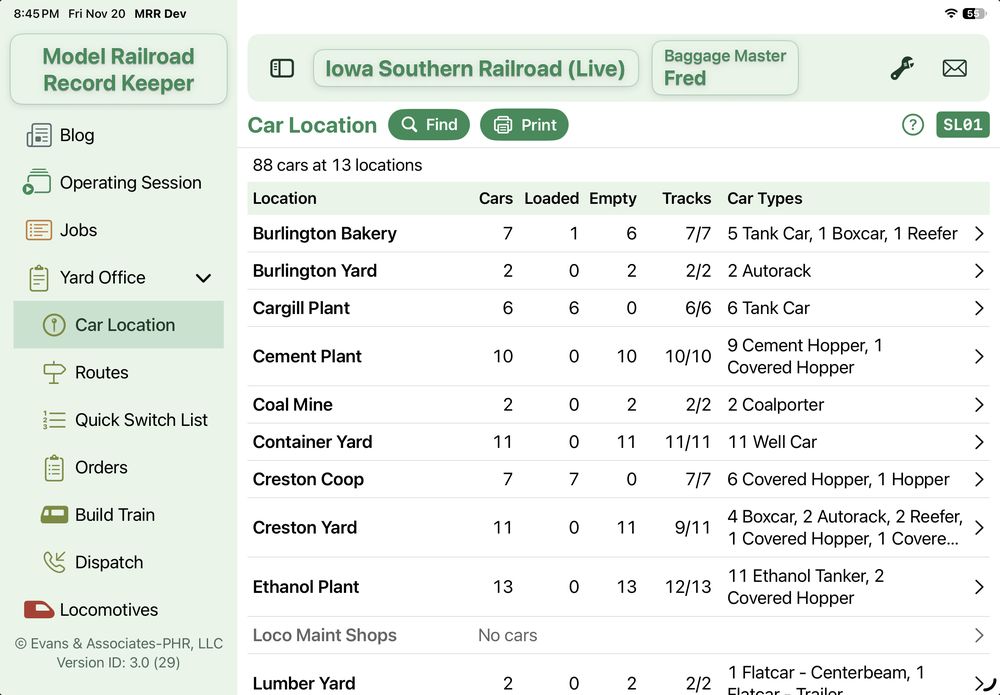 8:45 PM Fri Nov 20 MRR Dev
55
Model Railroad
Record Keeper
Blog
Operating Session
Jobs
Yard Office
Car Location
Routes
Quick Switch List
Orders
Build Train
Dispatch
Locomotives
© Evans & Associates-PHR, LLC
Version ID: 3.0 (29)
Iowa Southern Railroad (Live)
Baggage Master
Fred
Car Location Find Print ? SL01
88 cars at 13 locations
Location Cars Loaded Empty Tracks Car Types
Burlington Bakery 7 1 6 7/7 5 Tank Car, 1 Boxcar, 1 Reefer
Burlington Yard 2 0 2 2/2 2 Autorack
Cargill Plant 6 6 0 6/6 6 Tank Car
Cement Plant 10 0 10 10/10 9 Cement Hopper, 1
Covered Hopper
Coal Mine 2 0 2 2/2 2 Coalporter
Container Yard 11 0 11 11/11 11 Well Car
Creston Coop 7 7 0 7/7 6 Covered Hopper, 1 Hopper
Creston Yard 11 0 11 9/11 4 Boxcar, 2 Autorack, 2 Reefer,
1 Covered Hopper, 1 Covere...
Ethanol Plant 13 0 13 12/13 11 Ethanol Tanker, 2
Covered Hopper
Loco Maint Shops No cars
Lumber Yard 2 0 2 2/2 1 Flatcar - Centerbeam, 1
Flatcar - Trailer